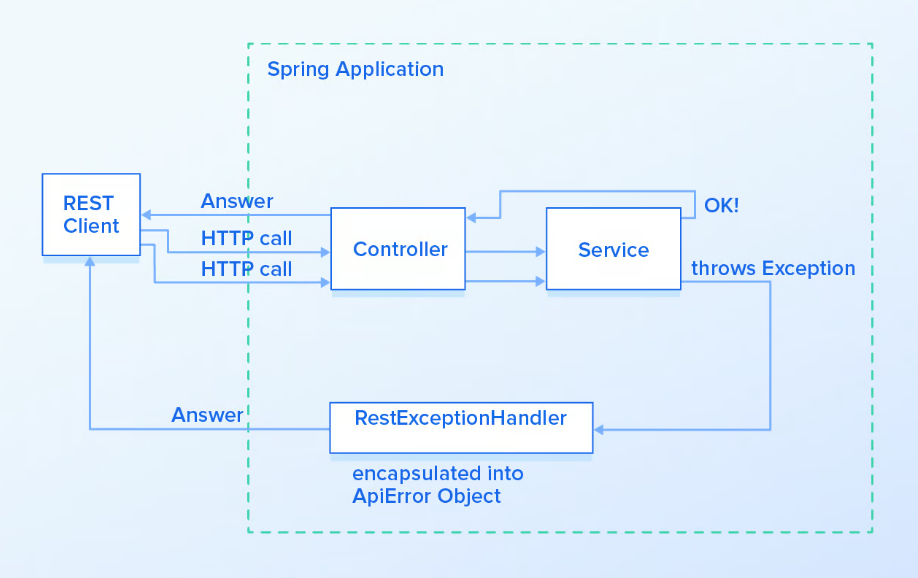 Spring Application
REST
Client
Answer
HTTP call
HTTP call
Controller
Service
OK!
throws Exception
Answer
RestExceptionHandler
encapsulated into
ApiError Object